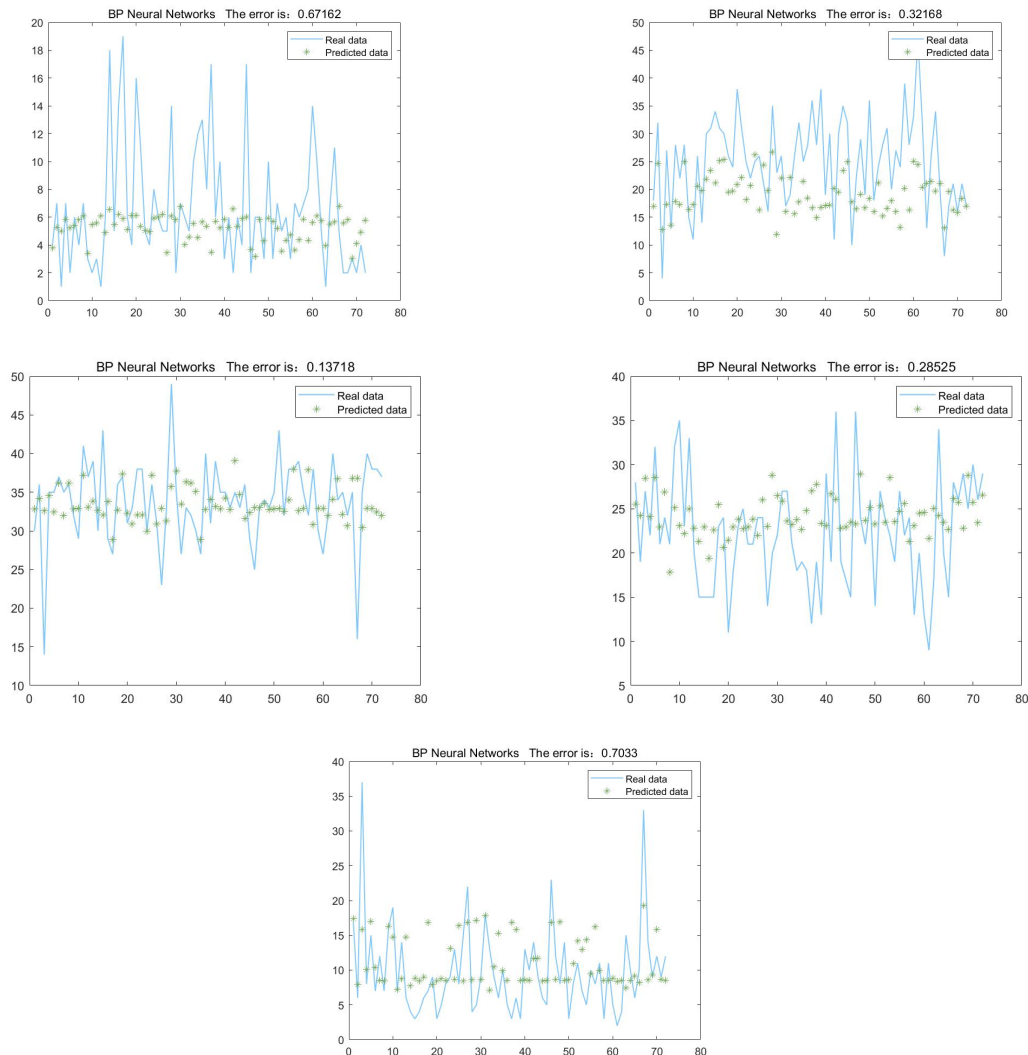 BP Neural Networks The error is：0.67162
Real data
Predicted data
20
18
16
14
12
10
8
6
4
2
0
0 10 20 30 40 50 60 70 80
BP Neural Networks The error is：0.32168
Real data
Predicted data
50
45
40
35
30
25
20
15
10
5
0
0 10 20 30 40 50 60 70 80
BP Neural Networks The error is：0.13718
Real data
Predicted data
50
45
40
35
30
25
20
15
10
0 10 20 30 40 50 60 70 80
BP Neural Networks The error is：0.28525
Real data
Predicted data
40
35
30
25
20
15
10
5
0 10 20 30 40 50 60 70 80
BP Neural Networks The error is：0.7033
Real data
Predicted data
40
35
30
25
20
15
10
5
0
0 10 20 30 40 50 60 70 80